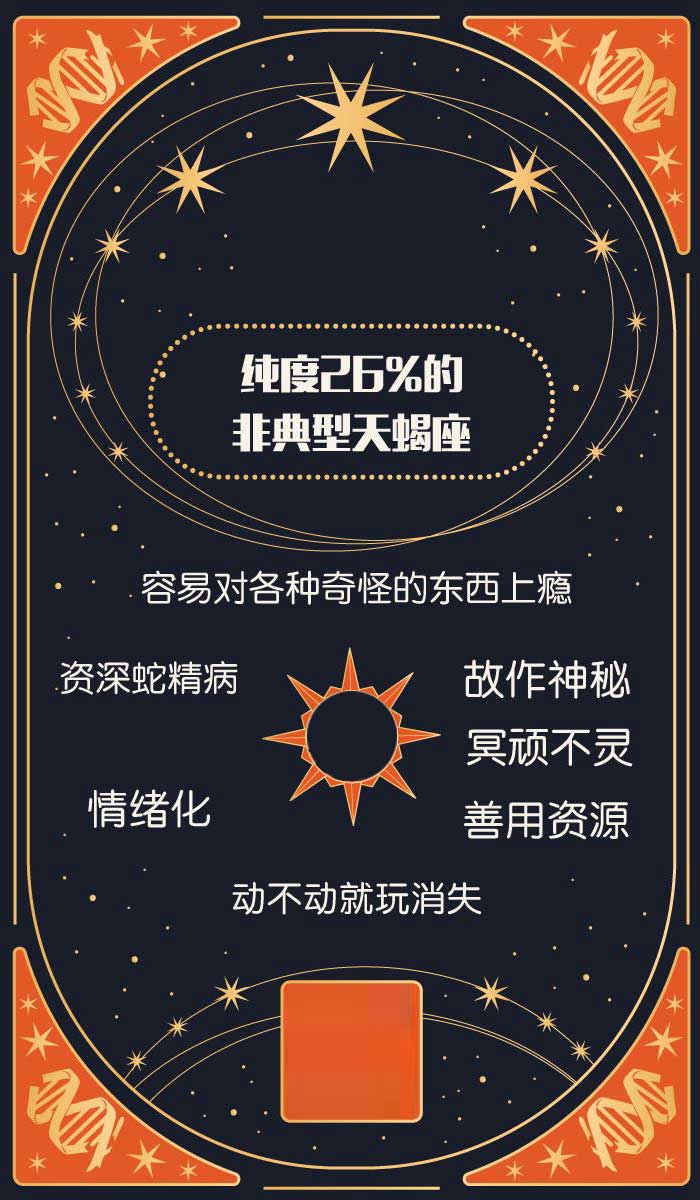 纯度26%的
非典型天蝎座
容易对各种奇怪的东西上瘾
资深蛇精病
故作神秘
冥顽不灵
情绪化
善用资源
动不动就玩消失